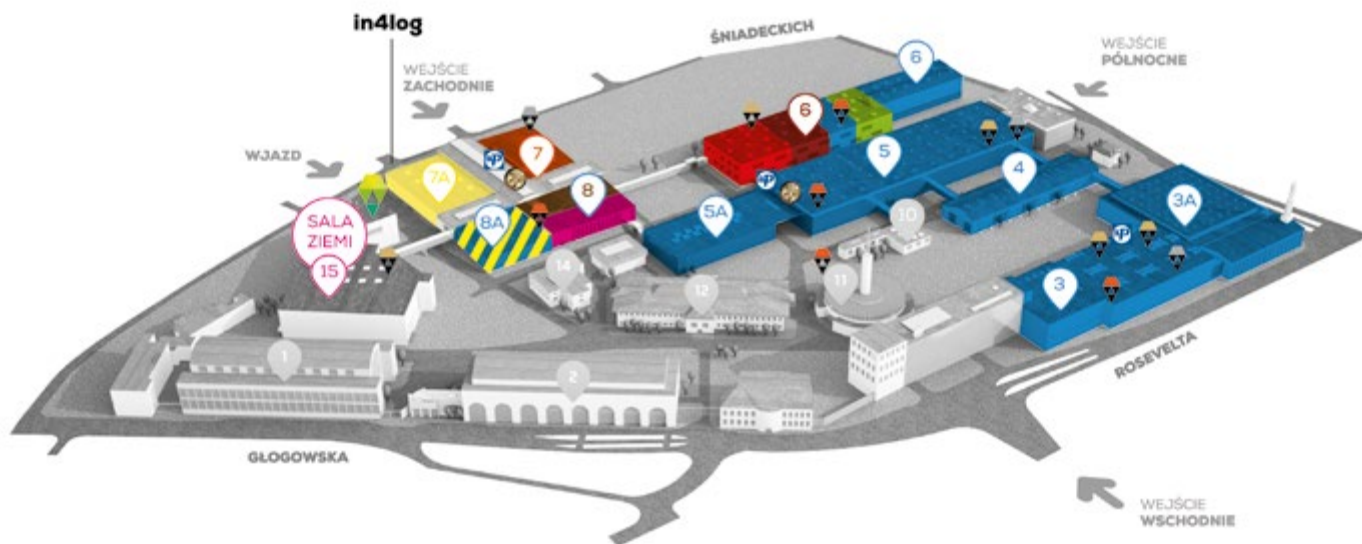 in4log
WEJŚCIE
ZACHODNIE
ŚNIADECKICH
WEJŚCIE
PÓŁNOCNE
WJAZD
6
6
7
5
7A
8
4
8A
5A
3A
SALA
ZIEMI
15
10
14
12
11
3
1
2
ROSEVELTA
GŁOGOWSKA
WEJŚCIE
WSCHODNIE